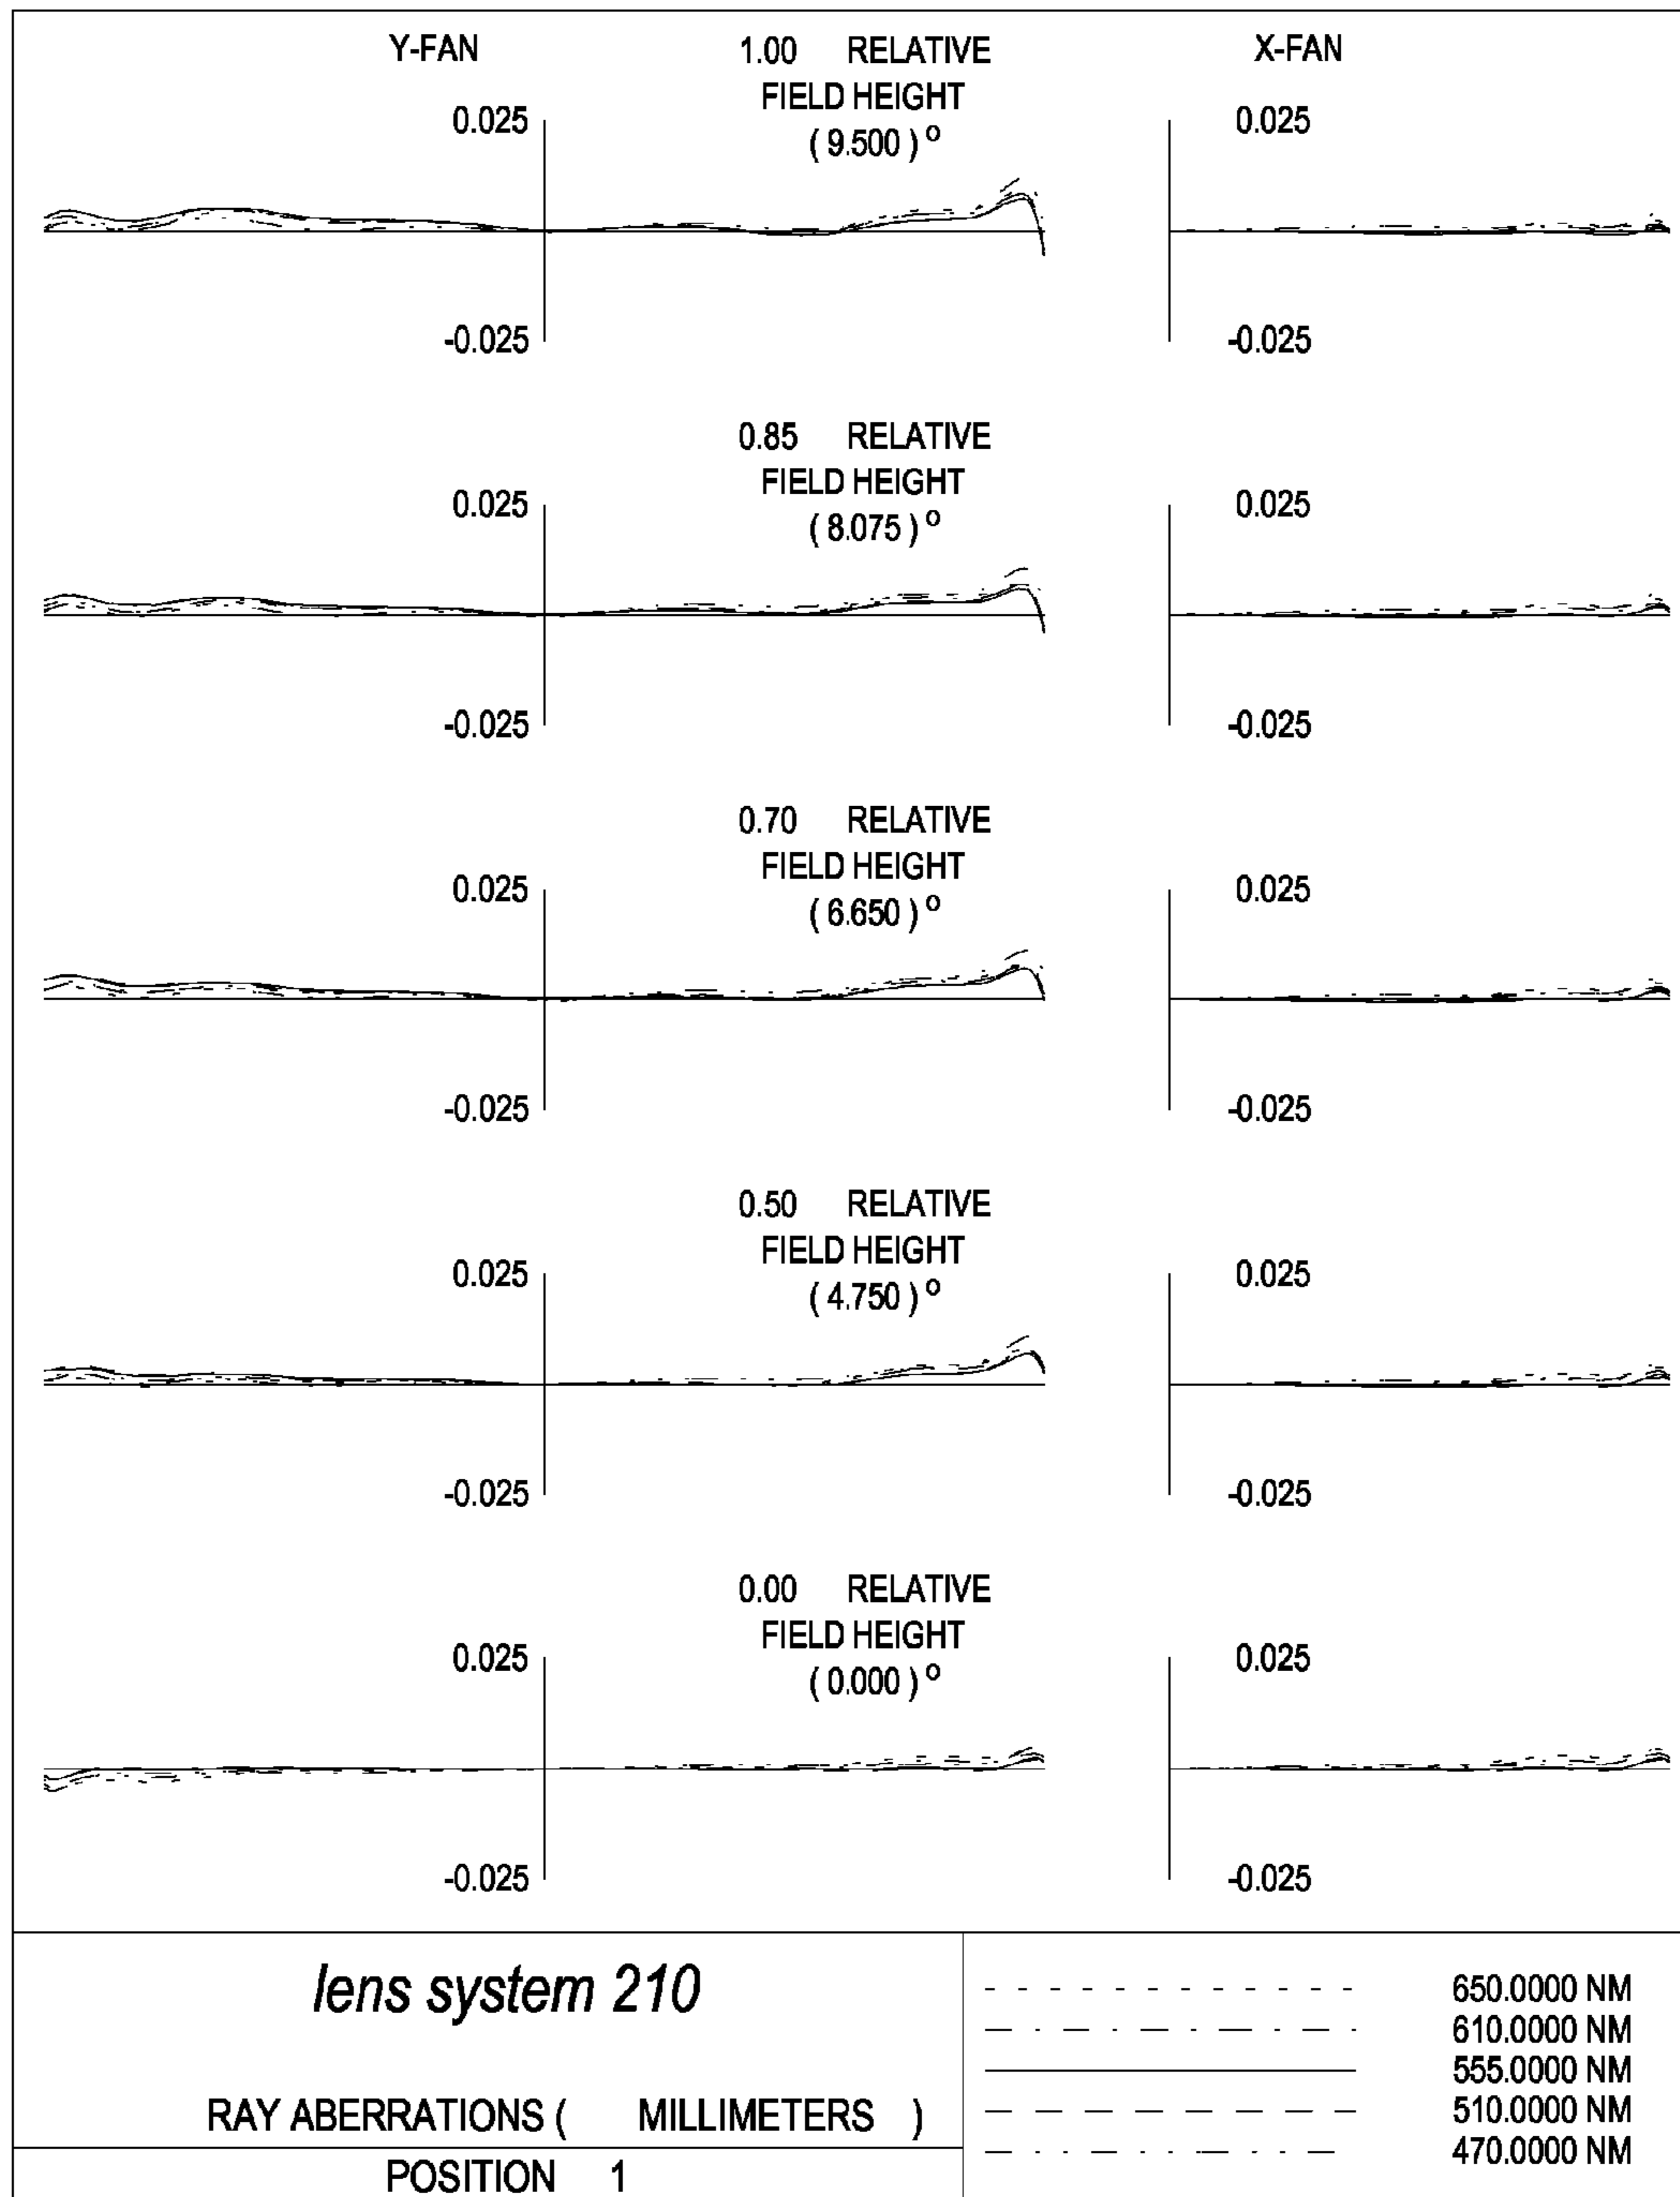 Y-FAN 1.00 RELATIVE X-FAN
FIELD HEIGHT
0.025 ( 9.500 ) O 0.025
-0.025 -0.025
0.85 RELATIVE
FIELD HEIGHT
0.025 ( 8.075 ) O 0.025
-0.025 -0.025
0.70 RELATIVE
FIELD HEIGHT
0.025 ( 6.650 ) O 0.025
-0.025 -0.025
0.50 RELATIVE
FIELD HEIGHT
0.025 ( 4.750 ) O 0.025
-0.025 -0.025
0.00 RELATIVE
FIELD HEIGHT
0.025 ( 0.000 ) O 0.025
-0.025 -0.025
lens system 210
RAY ABERRATIONS ( MILLIMETERS )
POSITION 1
650.0000 NM
610.0000 NM
555.0000 NM
510.0000 NM
470.0000 NM